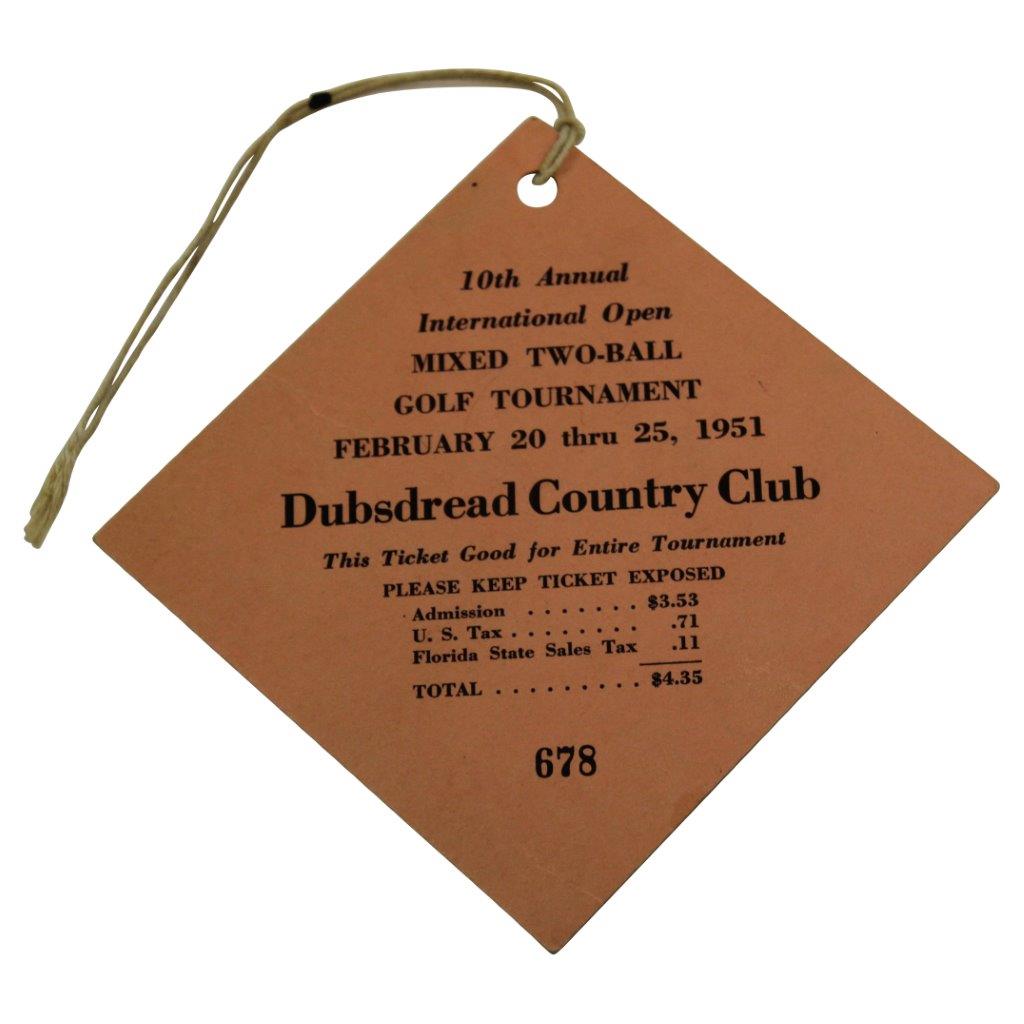 10th Annual
International Open
MIXED TWO-BALL
GOLF TOURNAMENT
FEBRUARY 20 thru 25, 1951
Dubsdread Country Club
This Ticket Good for Entire Tournament
PLEASE KEEP TICKET EXPOSED
Admission . . . . . . . $3.53
U. S. Tax . . . . . . . . .71
Florida State Sales Tax .11
TOTAL . . . . . . . . . $4.35
678